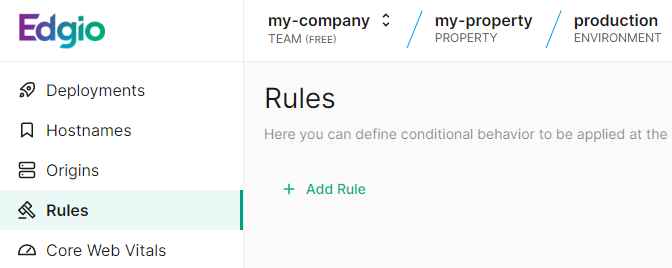 Edgio
my-company
TEAM (FREE)
my-property
PROPERTY
production
ENVIRONMENT
Deployments
Hostnames
Origins
Rules
Core Web Vitals
Rules
Here you can define conditional behavior to be applied at the
+ Add Rule